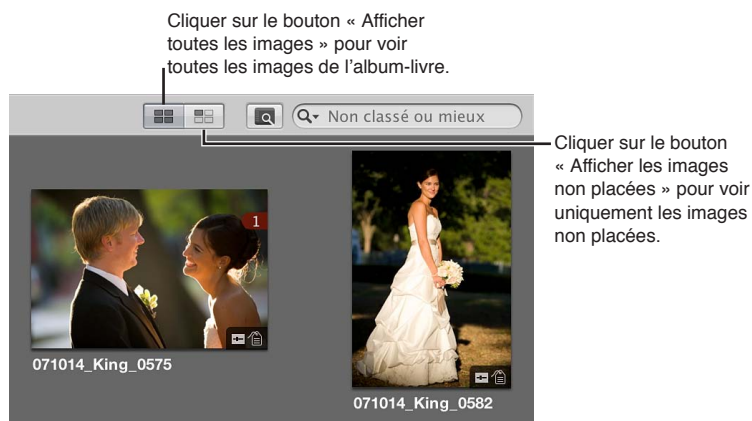 Cliquer sur le bouton « Afficher
toutes les images » pour voir
toutes les images de l'album-livre.
Non classé ou mieux
Cliquer sur le bouton
« Afficher les images
non placées » pour voir
uniquement les images
non placées.
1
071014_King_0575
071014_King_0582